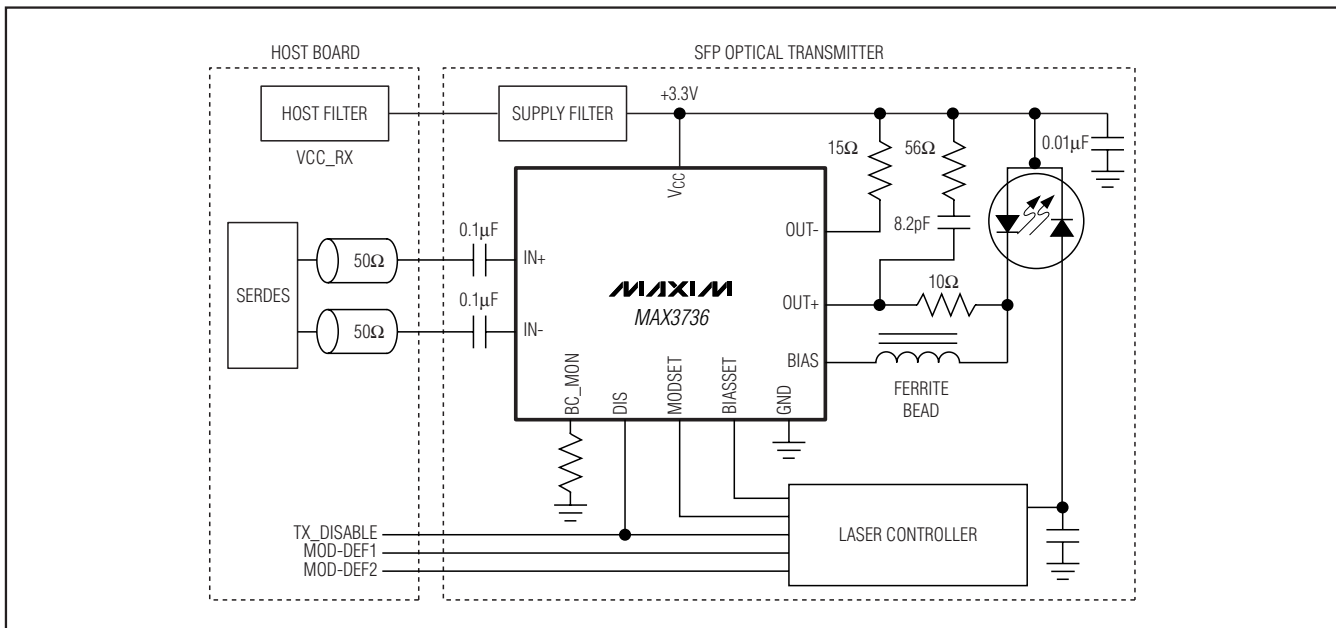 HOST BOARD
SFP OPTICAL TRANSMITTER
HOST FILTER
VCC_RX
SUPPLY FILTER
+3.3V
15Ω
56Ω
0.01µF
VCC
OUT-
8.2pF
SERDES
50Ω
50Ω
0.1µF
0.1µF
IN+
IN-
MAXIM
MAX3736
OUT+
10Ω
BIAS
FERRITE
BEAD
BC_MON
DIS
MODSET
BIASSET
GND
TX_DISABLE
MOD-DEF1
MOD-DEF2
LASER CONTROLLER